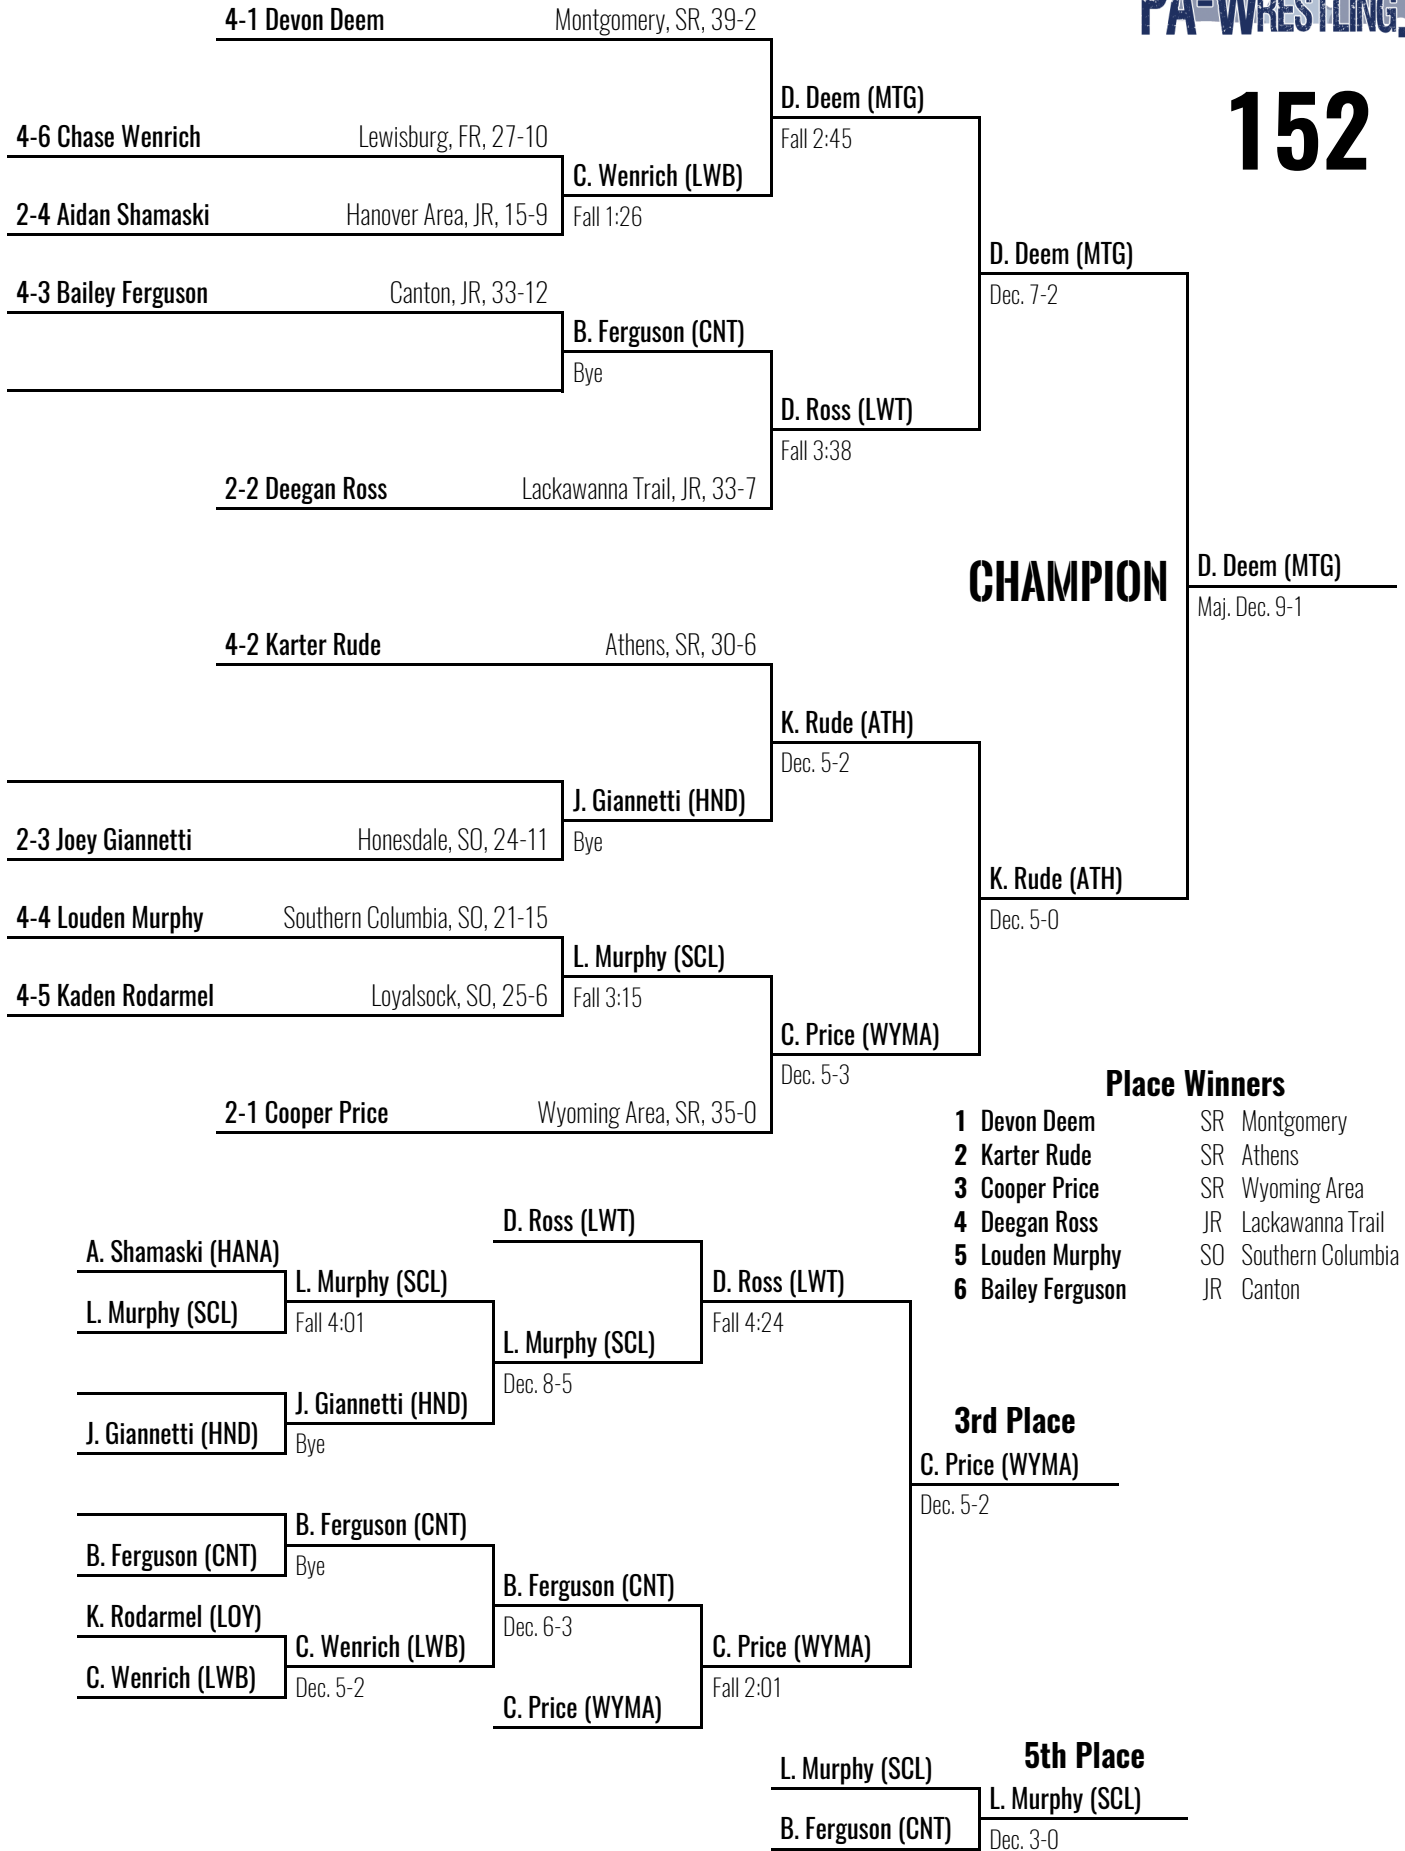 4-1 Devon Deem Montgomery, SR, 39-2
PA-WRESTLING.
152
D. Deem (MTG)
Fall 2:45
4-6 Chase Wenrich Lewisburg, FR, 27-10
C. Wenrich (LWB)
Fall 1:26
2-4 Aidan Shamaski Hanover Area, JR, 15-9
D. Deem (MTG)
Dec. 7-2
4-3 Bailey Ferguson Canton, JR, 33-12
B. Ferguson (CNT)
Bye
D. Ross (LWT)
Fall 3:38
2-2 Deegan Ross Lackawanna Trail, JR, 33-7
CHAMPION
D. Deem (MTG)
Maj. Dec. 9-1
4-2 Karter Rude Athens, SR, 30-6
K. Rude (ATH)
Dec. 5-2
J. Giannetti (HND)
Bye
2-3 Joey Giannetti Honesdale, SO, 24-11
K. Rude (ATH)
Dec. 5-0
4-4 Louden Murphy Southern Columbia, SO, 21-15
L. Murphy (SCL)
Fall 3:15
4-5 Kaden Rodarmel Loyalsock, SO, 25-6
C. Price (WYMA)
Dec. 5-3
2-1 Cooper Price Wyoming Area, SR, 35-0
Place Winners
1 Devon Deem SR Montgomery
2 Karter Rude SR Athens
3 Cooper Price SR Wyoming Area
4 Deegan Ross JR Lackawanna Trail
5 Louden Murphy SO Southern Columbia
6 Bailey Ferguson JR Canton
D. Ross (LWT)
A. Shamaski (HANA)
L. Murphy (SCL)
Fall 4:01
L. Murphy (SCL)
D. Ross (LWT)
Fall 4:24
L. Murphy (SCL)
Dec. 8-5
J. Giannetti (HND)
Bye
J. Giannetti (HND)
3rd Place
C. Price (WYMA)
Dec. 5-2
B. Ferguson (CNT)
Bye
B. Ferguson (CNT)
B. Ferguson (CNT)
Dec. 6-3
K. Rodarmel (LOY)
C. Wenrich (LWB)
Dec. 5-2
C. Wenrich (LWB)
C. Price (WYMA)
Fall 2:01
C. Price (WYMA)
5th Place
L. Murphy (SCL)
L. Murphy (SCL)
Dec. 3-0
B. Ferguson (CNT)